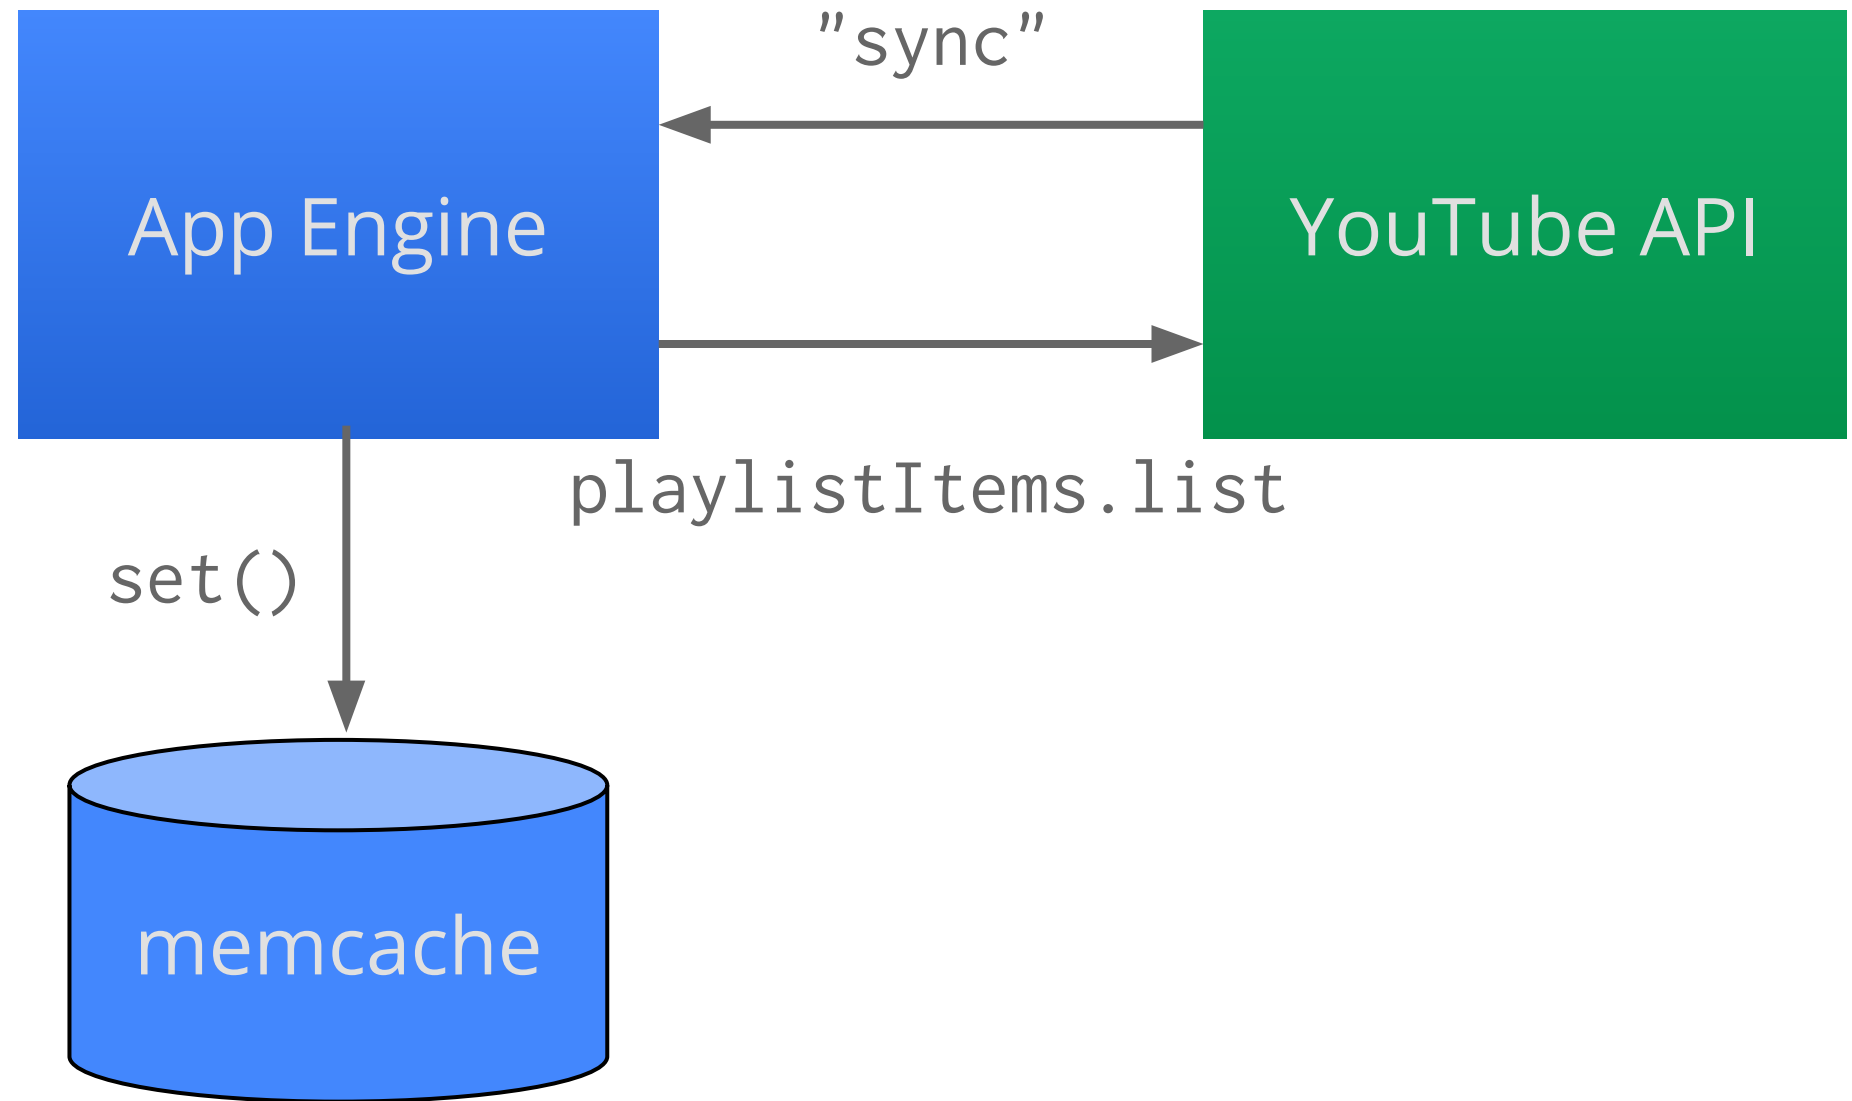 "sync"
App Engine
YouTube API
playlistItems.list
set()
memcache